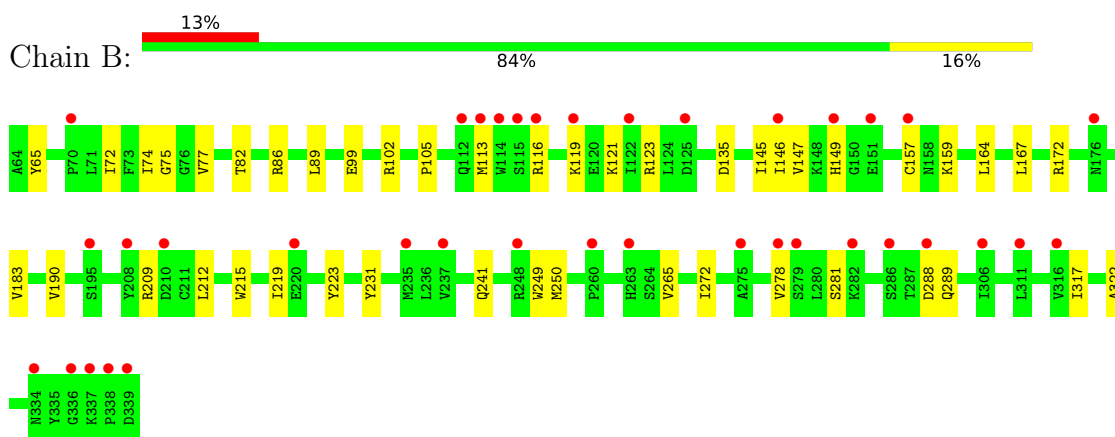 13%
Chain B:
84% 16%
A64 Y65 P70 L71 I72 F73 I74 G75 G76 V77 T82 R86 L89 E99 R102 P105 Q112 M113 W114 S115 R116 K119 E120 K121 I122 R123 L124 D125 D135 I145 I146 V147 K148 H149 G150 E151 C157 N158 K159 L164 L167 R172 N176
V183 V190 S195 Y208 R209 D210 C211 L212 W215 I219 E220 Y223 Y231 M235 L236 V237 Q241 R248 W249 M250 P260 H263 S264 V265 I272 A275 V278 S279 L280 S281 K282 S286 T287 D288 Q289 I306 L311 V316 I317
N334 Y335 G336 K337 P338 D339